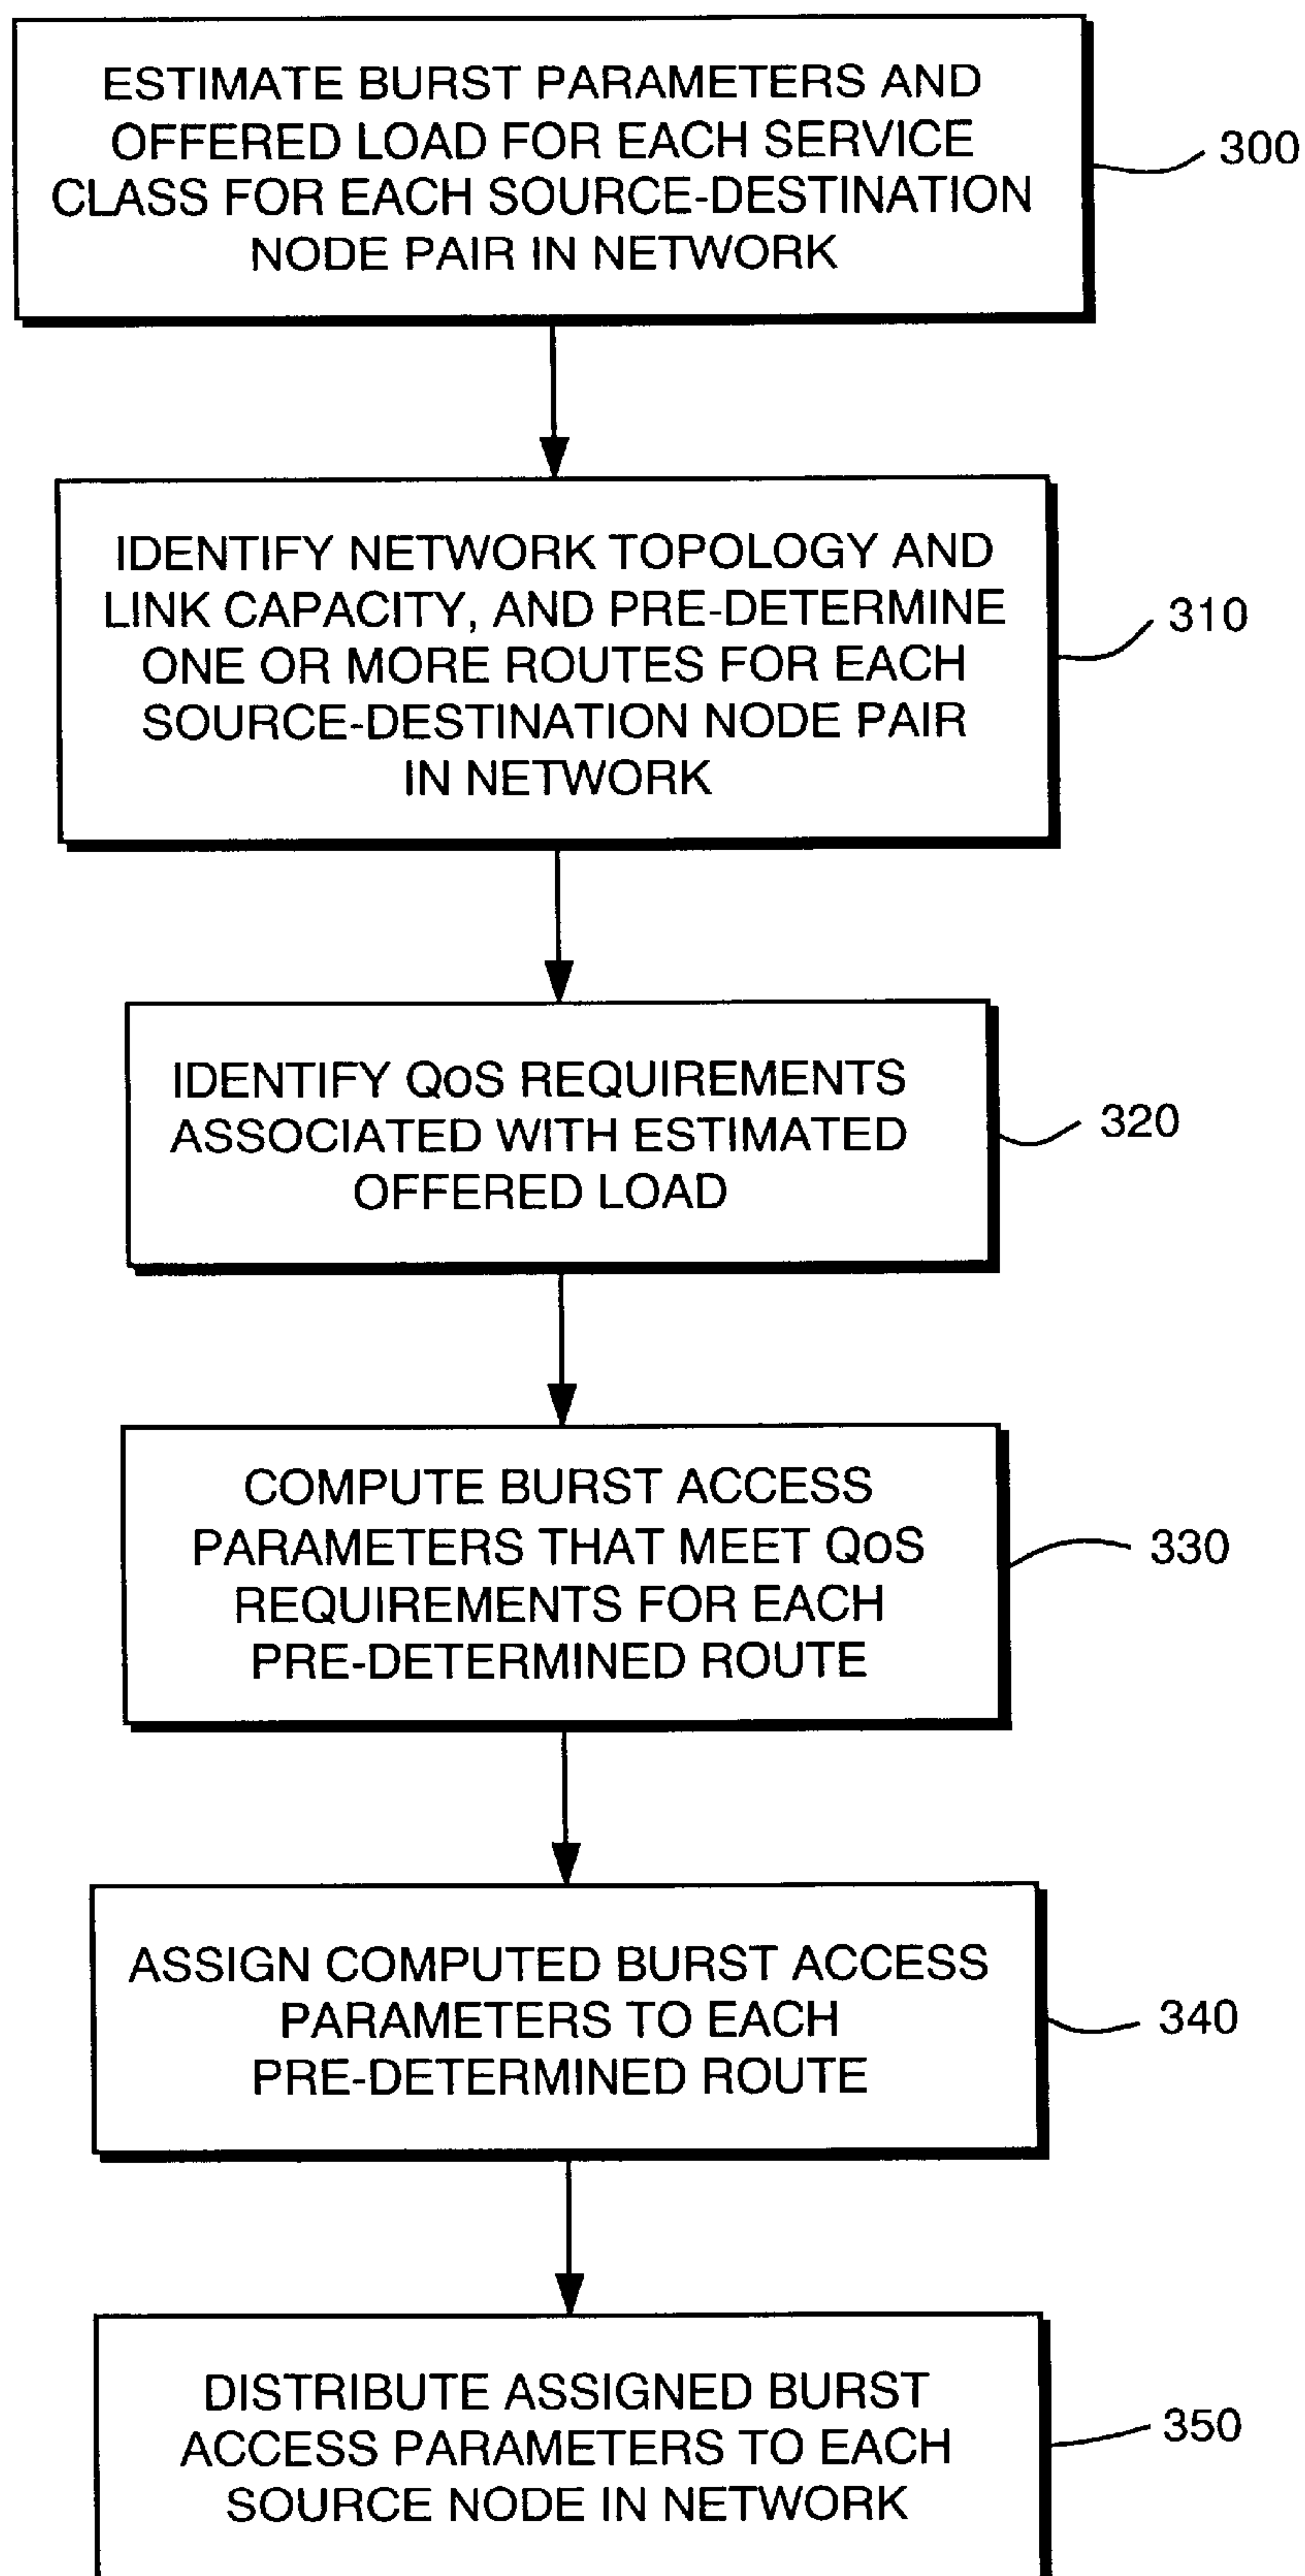 ESTIMATE BURST PARAMETERS AND
OFFERED LOAD FOR EACH SERVICE
CLASS FOR EACH SOURCE-DESTINATION
NODE PAIR IN NETWORK
300
IDENTIFY NETWORK TOPOLOGY AND
LINK CAPACITY, AND PRE-DETERMINE
ONE OR MORE ROUTES FOR EACH
SOURCE-DESTINATION NODE PAIR
IN NETWORK
310
IDENTIFY QoS REQUIREMENTS
ASSOCIATED WITH ESTIMATED
OFFERED LOAD
320
COMPUTE BURST ACCESS
PARAMETERS THAT MEET QoS
REQUIREMENTS FOR EACH
PRE-DETERMINED ROUTE
330
ASSIGN COMPUTED BURST ACCESS
PARAMETERS TO EACH
PRE-DETERMINED ROUTE
340
DISTRIBUTE ASSIGNED BURST
ACCESS PARAMETERS TO EACH
SOURCE NODE IN NETWORK
350